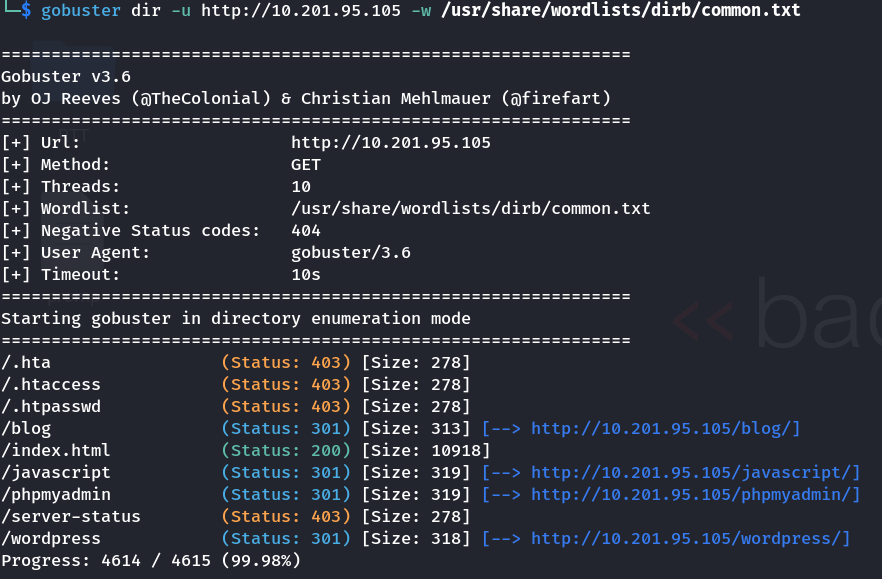 └─$ gobuster dir -u http://10.201.95.105 -w /usr/share/wordlists/dirb/common.txt
===============================================================
Gobuster v3.6
by OJ Reeves (@TheColonial) & Christian Mehlmauer (@firefart)
===============================================================
[+] Url:                     http://10.201.95.105
[+] Method:                  GET
[+] Threads:                 10
[+] Wordlist:                /usr/share/wordlists/dirb/common.txt
[+] Negative Status codes:   404
[+] User Agent:              gobuster/3.6
[+] Timeout:                 10s
===============================================================
Starting gobuster in directory enumeration mode
===============================================================
/.hta                 (Status: 403) [Size: 278]
/.htaccess            (Status: 403) [Size: 278]
/.htpasswd            (Status: 403) [Size: 278]
/blog                 (Status: 301) [Size: 313] [--> http://10.201.95.105/blog/]
/index.html           (Status: 200) [Size: 10918]
/javascript           (Status: 301) [Size: 319] [--> http://10.201.95.105/javascript/]
/phpmyadmin           (Status: 301) [Size: 319] [--> http://10.201.95.105/phpmyadmin/]
/server-status        (Status: 403) [Size: 278]
/wordpress            (Status: 301) [Size: 318] [--> http://10.201.95.105/wordpress/]
Progress: 4614 / 4615 (99.98%)